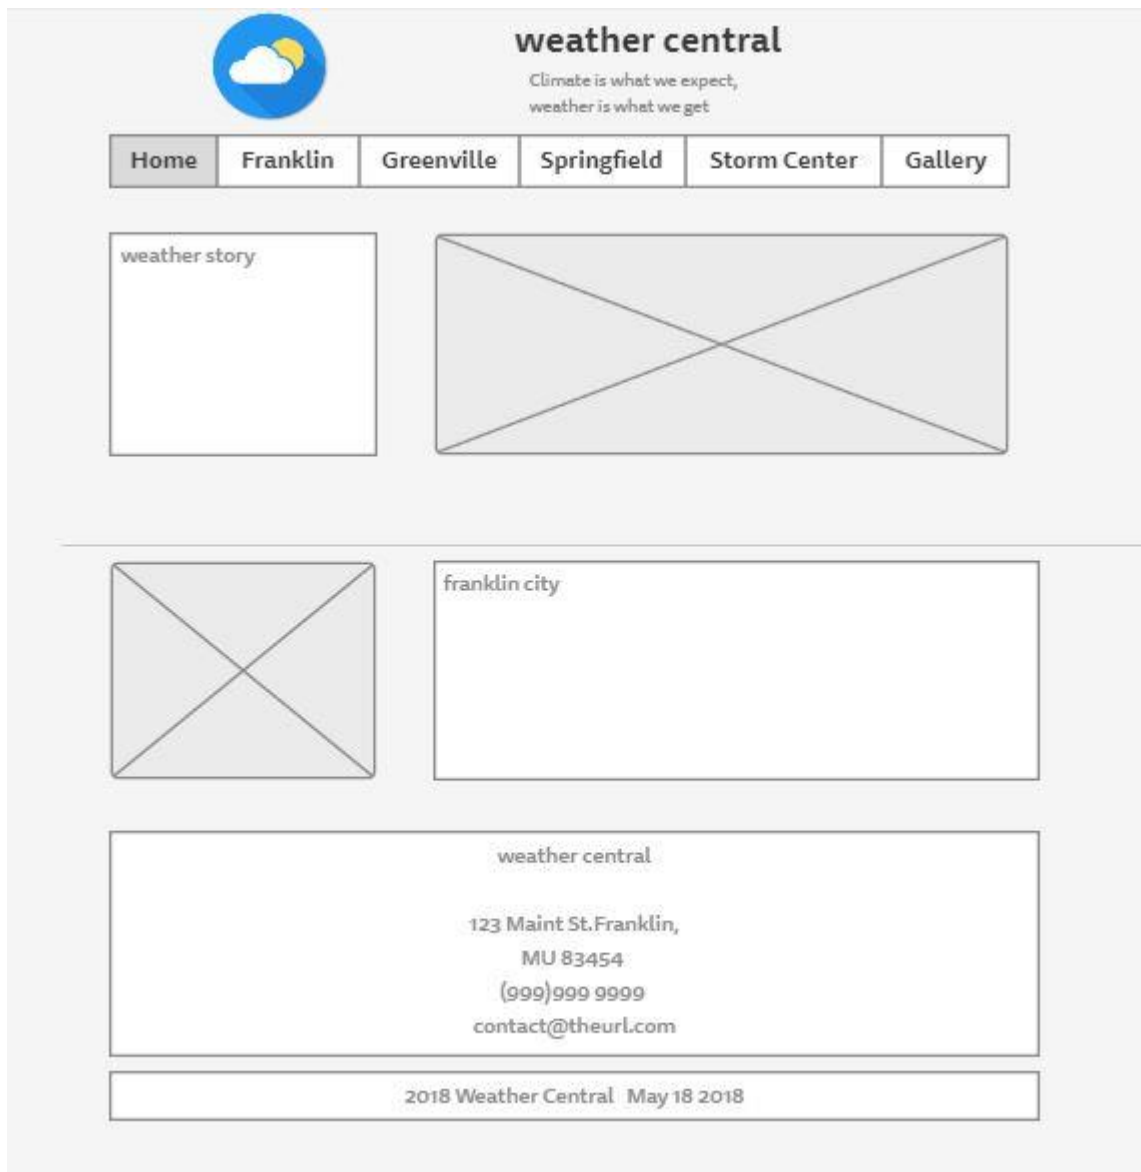 weather central
Climate is what we expect,
weather is what we get
Home Franklin Greenville Springfield Storm Center Gallery
weather story
franklin city
weather central
123 Maint St.Franklin,
MU 83454
(999)999 9999
contact@theurl.com
2018 Weather Central May 18 2018